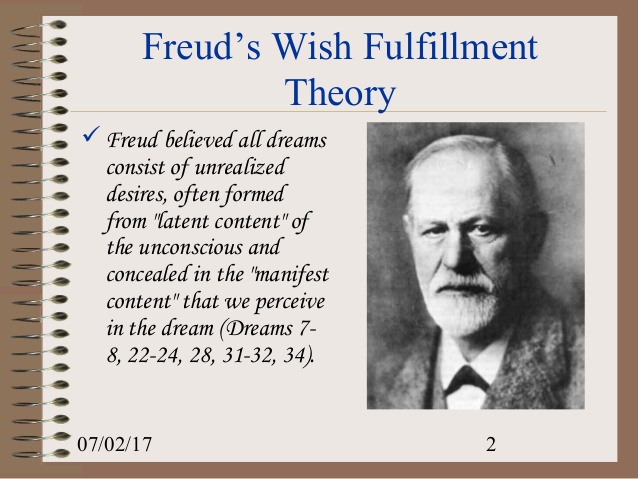 Freud's Wish Fulfillment
Theory
✓ Freud believed all dreams
consist of unrealized
desires, often formed
from "latent content" of
the unconscious and
concealed in the "manifest
content" that we perceive
in the dream (Dreams 7-
8, 22-24, 28, 31-32, 34).
07/02/17
2